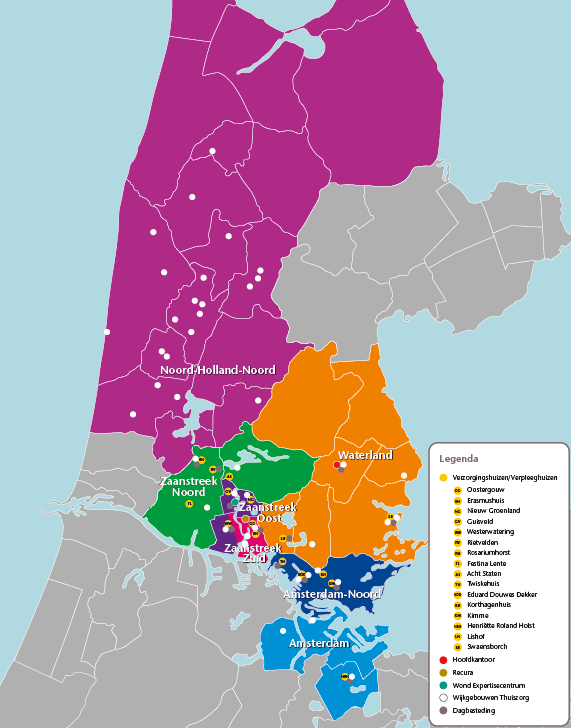 Noord-Holland-Noord
Waterland
Zaanstreek
Noord
Zaanstreek
Oost
Zaanstreek
Zuid
Amsterdam-Noord
Amsterdam
Legenda
Verzorgingshuizen/Verpleeghuizen
Oostergouw
Erasmushuis
Nieuw Groenland
Guisveld
Westerwatering
Rietvelden
Rosariumhorst
Festina Lente
Acht Staten
Twiskehuis
Eduard Douwes Dekker
Korthagenhuis
Kimme
Henriëtte Roland Holst
Lishof
Swaensborch
Hoofdkantoor
Recura
Wond Expertisecentrum
Wijkgebouwen Thuiszorg
Dagbesteding